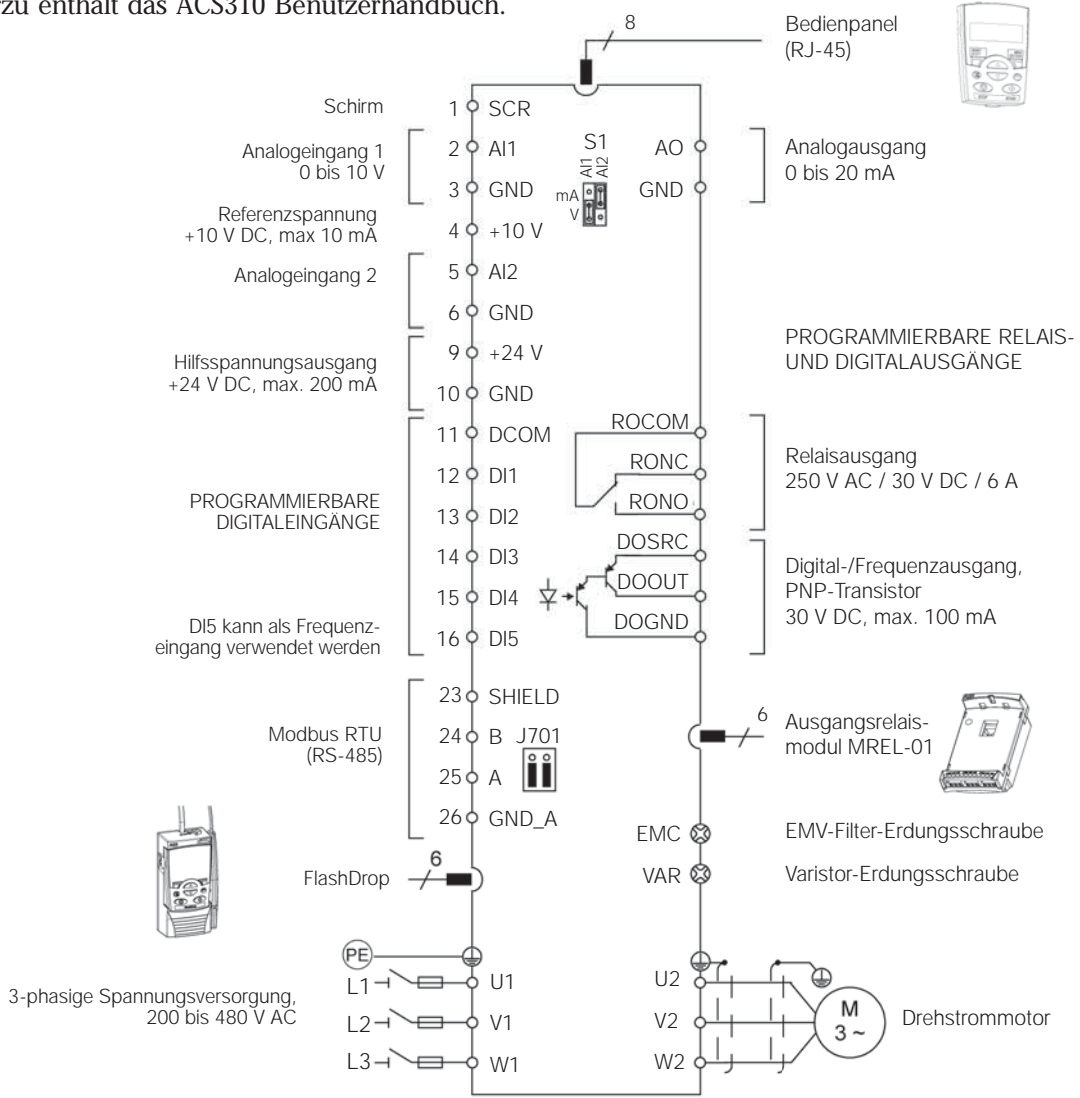 rzu enthält das ACS310 Benutzerhandbuch.
8
Bedienpanel
(RJ-45)
Schirm
1 SCR
Analogeingang 1
0 bis 10 V
2 AI1
3 GND
S1
AI1
AI2
mA
V
AO
GND
Analogausgang
0 bis 20 mA
Referenzspannung
+10 V DC, max 10 mA
4 +10 V
Analogeingang 2
5 AI2
6 GND
Hilfsspannungsausgang
+24 V DC, max. 200 mA
9 +24 V
10 GND
PROGRAMMIERBARE RELAIS-
UND DIGITALAUSGÄNGE
PROGRAMMIERBARE
DIGITALEINGÄNGE
11 DCOM
12 DI1
13 DI2
14 DI3
15 DI4
16 DI5
DI5 kann als Frequenz-
eingang verwendet werden
ROCOM
RONC
RONO
Relaisausgang
250 V AC / 30 V DC / 6 A
DOSRC
DOOUT
DOGND
Digital-/Frequenzausgang,
PNP-Transistor
30 V DC, max. 100 mA
Modbus RTU
(RS-485)
23 SHIELD
24 B J701
25 A
26 GND_A
6
Ausgangsrelais-
modul MREL-01
EMC
EMV-Filter-Erdungsschraube
VAR
Varistor-Erdungsschraube
FlashDrop
6
PE
3-phasige Spannungsversorgung,
200 bis 480 V AC
L1 U1
L2 V1
L3 W1
U2
V2
W2
M
3 ~
Drehstrommotor